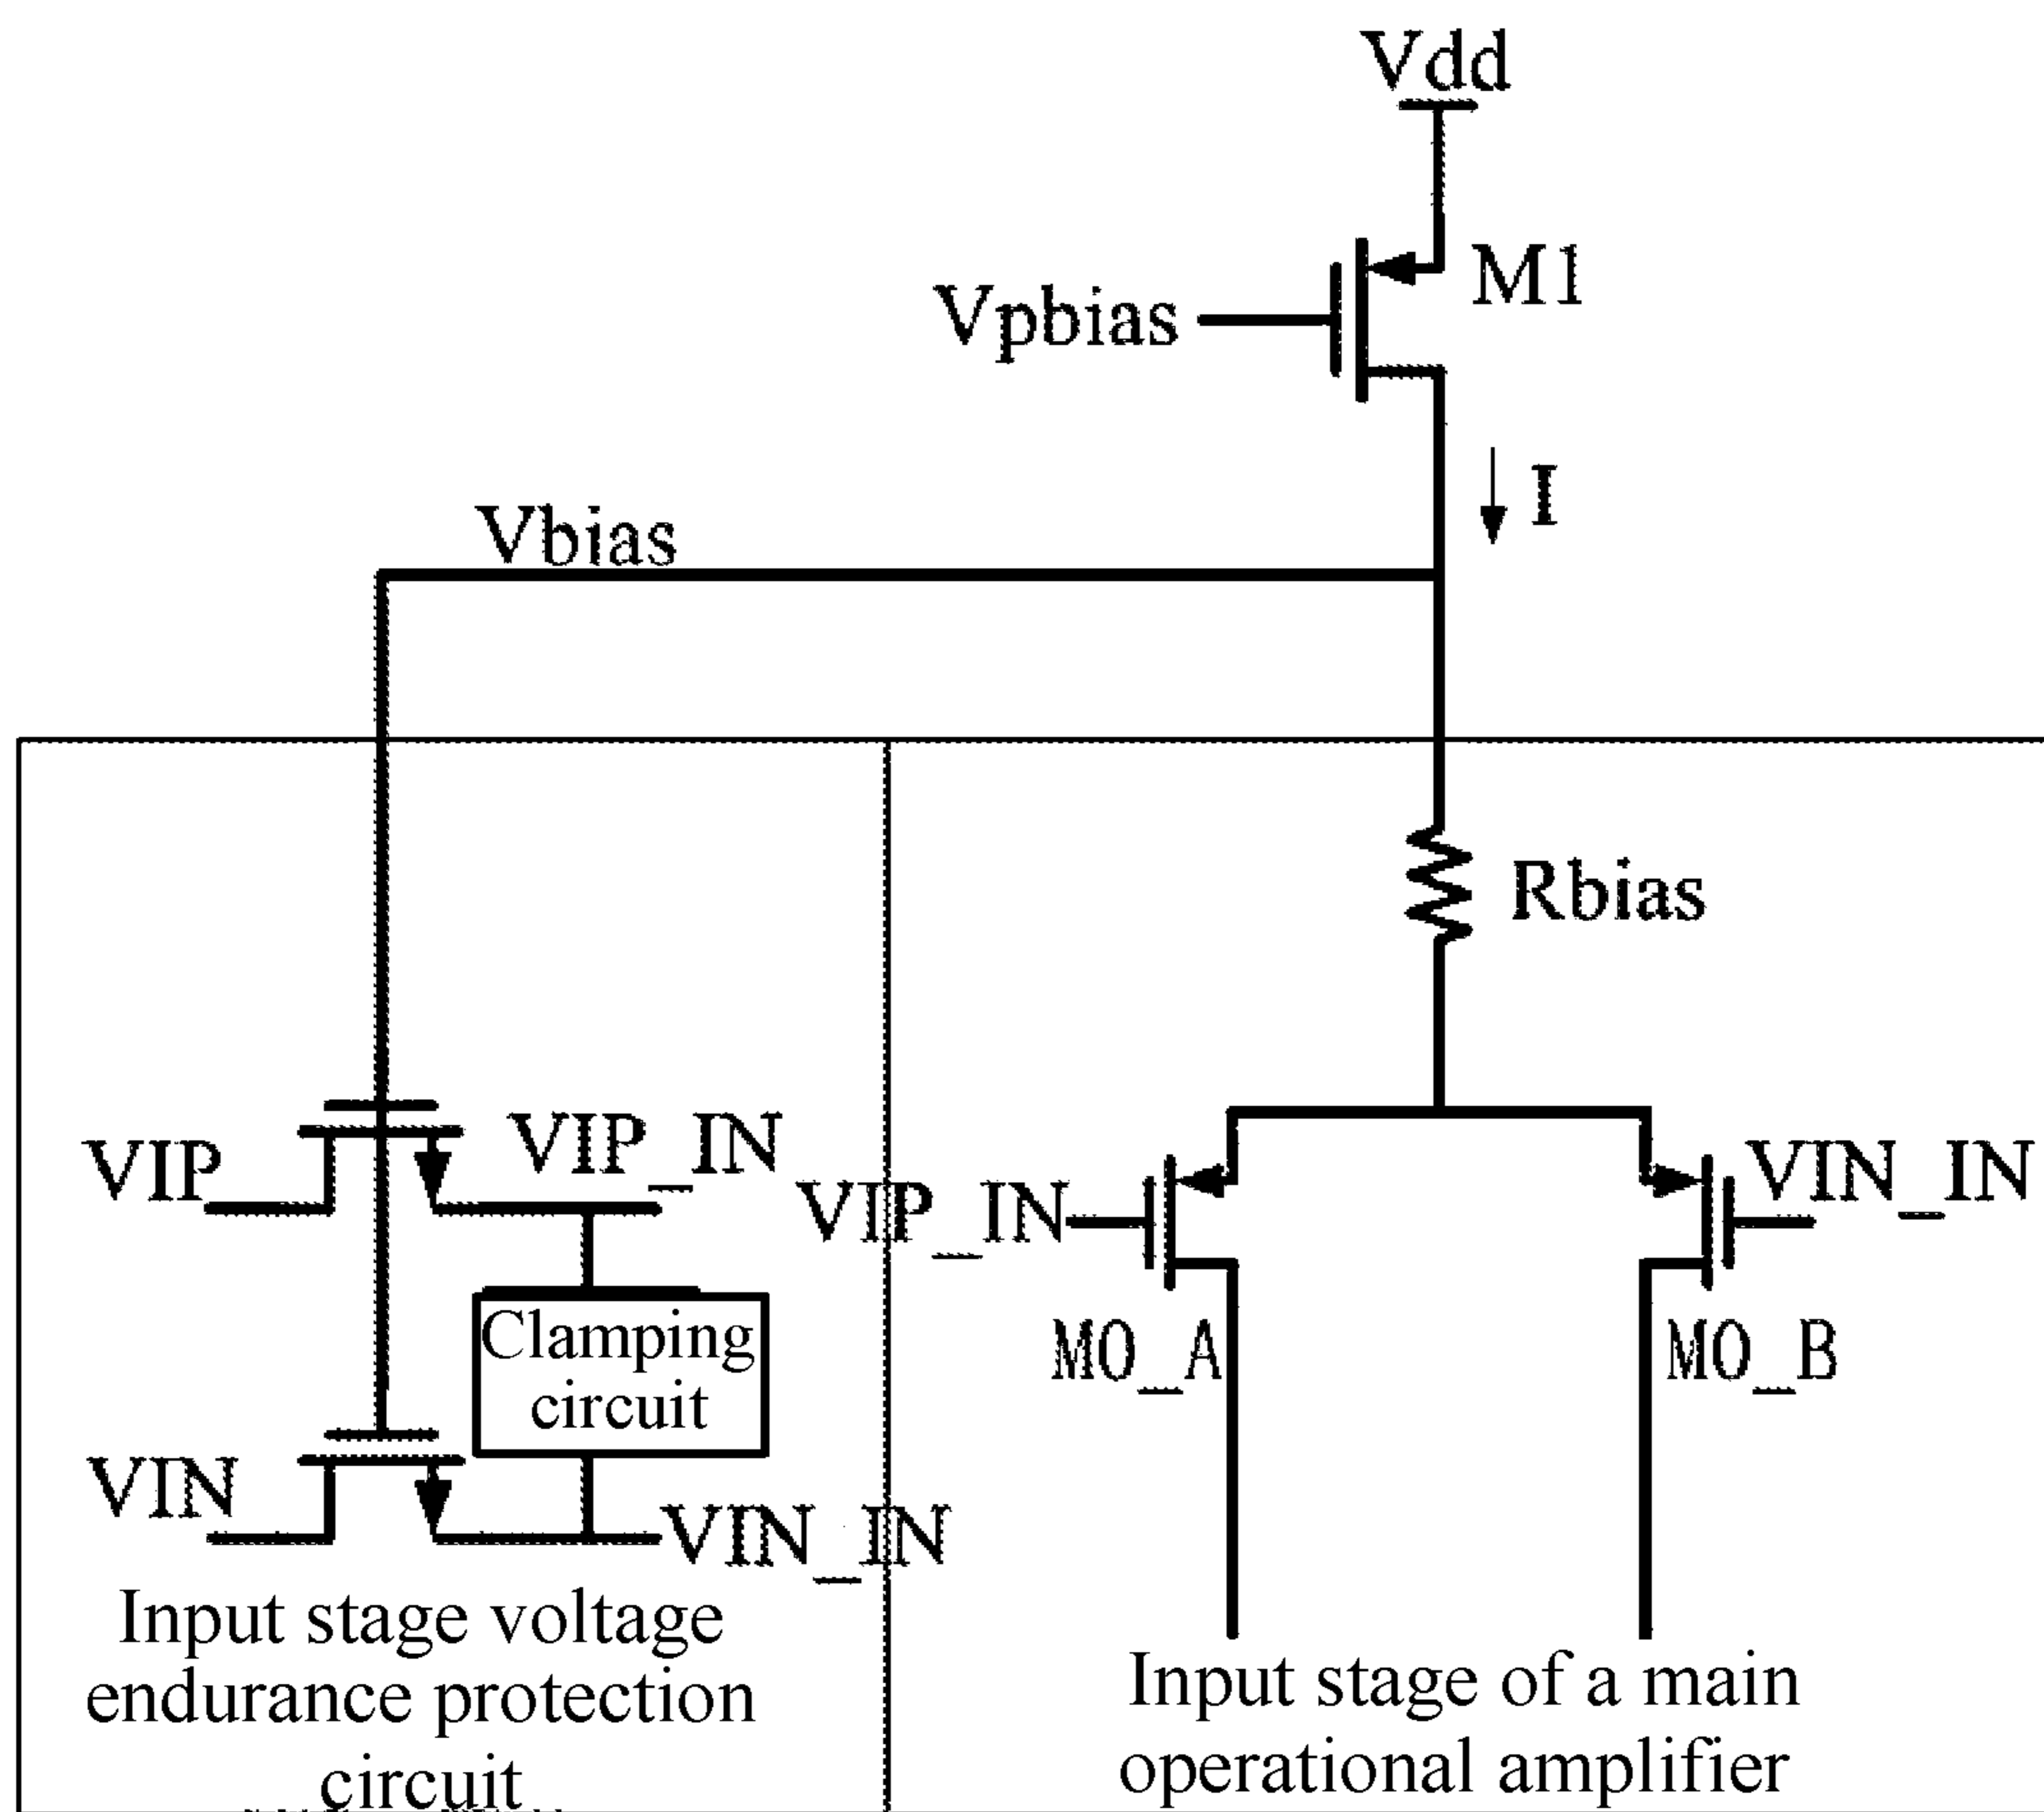 Vdd
M1
Vpbias
I
Vbias
Rbias
VIP
VIP_IN
VIP_IN
VIN_IN
Clamping
circuit
MO_A
MO_B
VIN
VIN_IN
Input stage voltage
endurance protection
circuit
Input stage of a main
operational amplifier